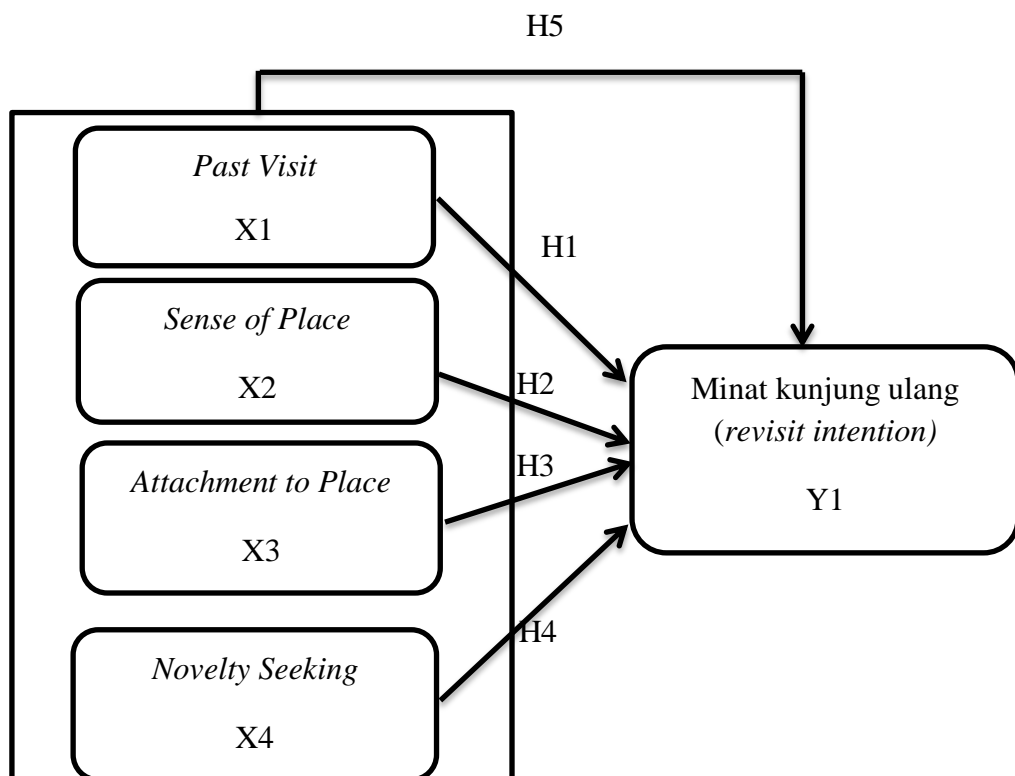 H5
Past Visit
X1
H1
Sense of Place
X2
H2
Minat kunjung ulang
(revisit intention)
Y1
H3
Attachment to Place
X3
H4
Novelty Seeking
X4